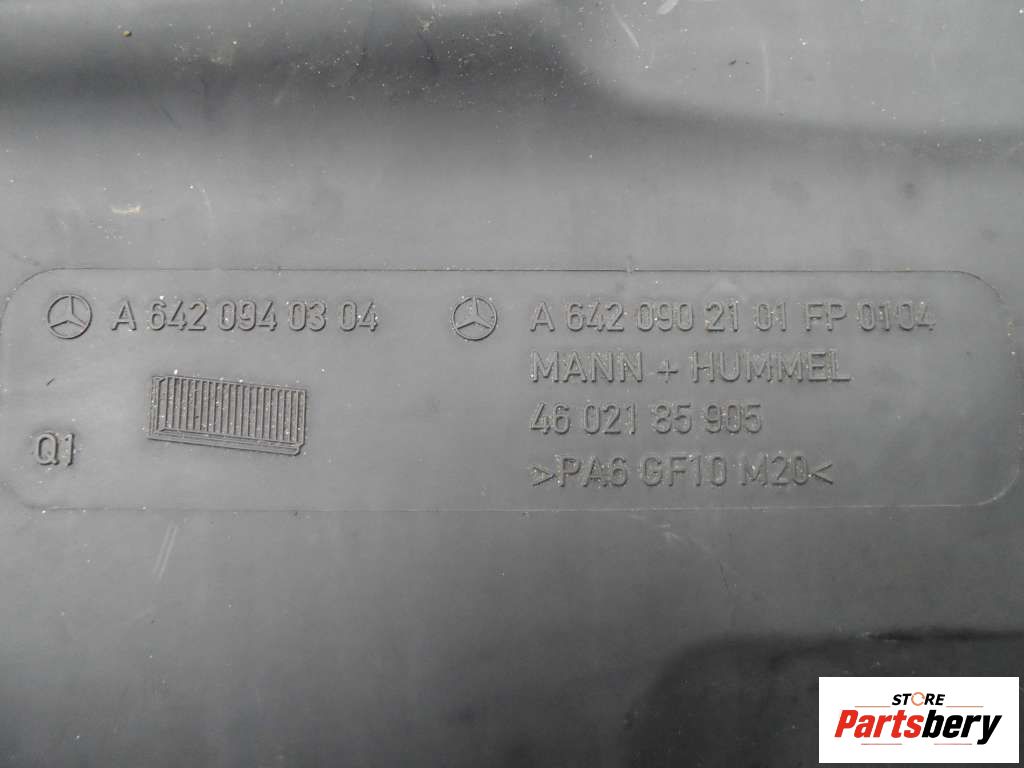 A 642 094 03 04
A 642 090 21 01 FP 0104
MANN + HUMMEL
46 021 85 905
>PA6 GF10 M20<
Q1
STORE
Partsbery